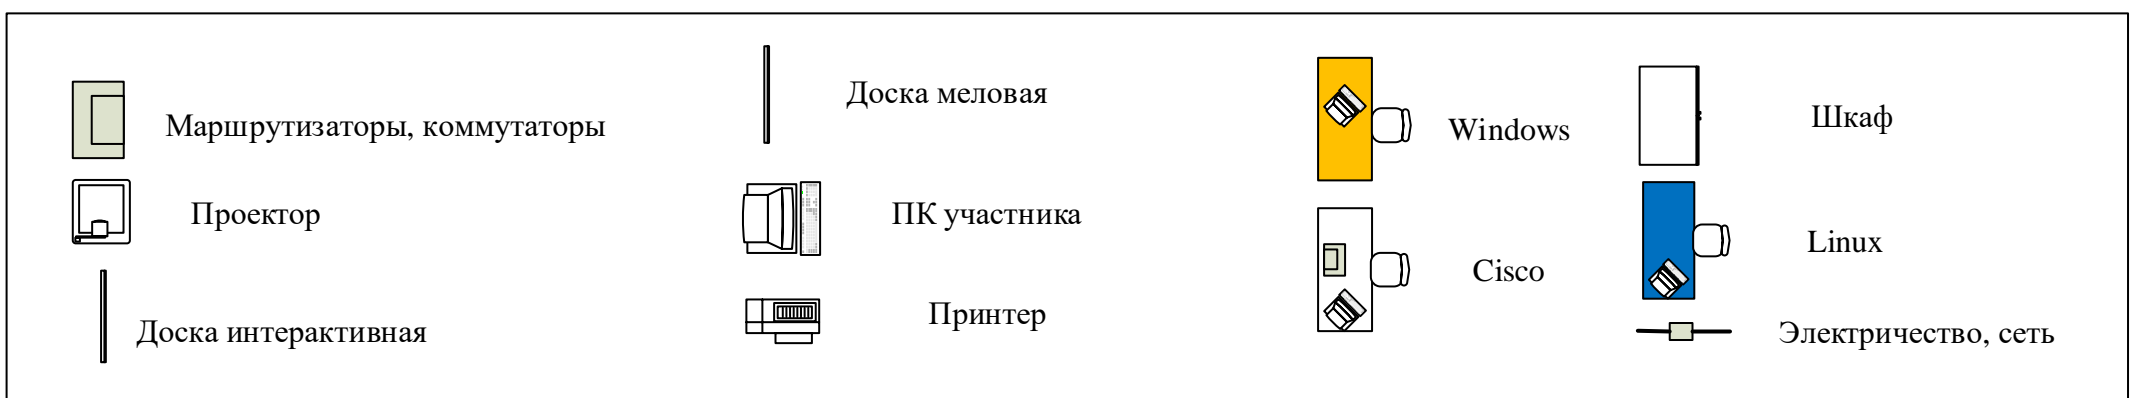 Маршрутизаторы, коммутаторы
Проектор
Доска интерактивная
Доска меловая
ПК участника
Принтер
Windows
Cisco
Шкаф
Linux
Электричество, сеть